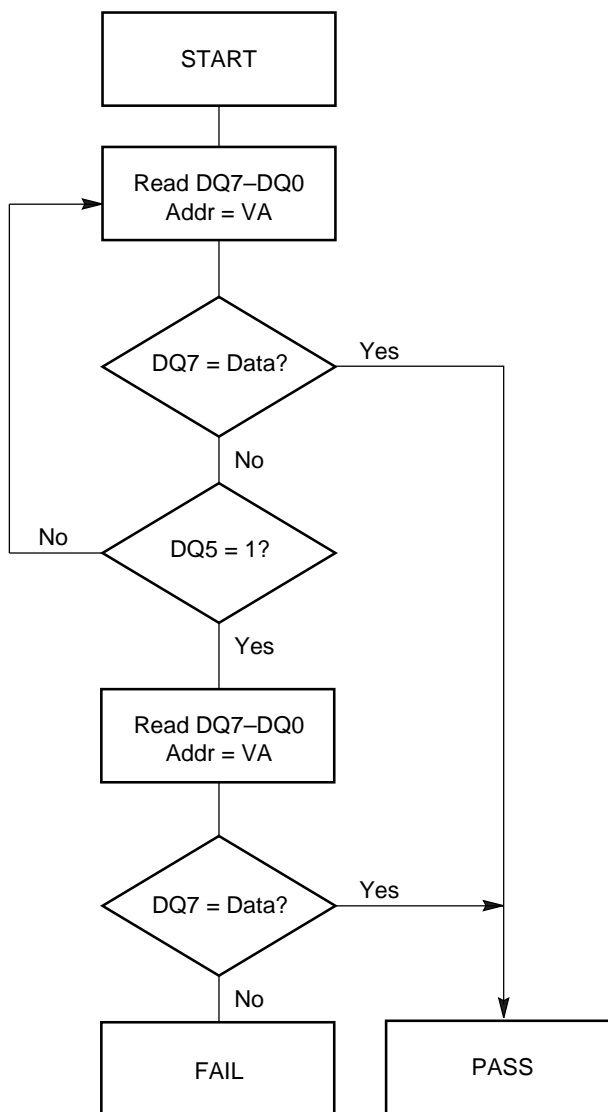 START
Read DQ7–DQ0
Addr = VA
DQ7 = Data?
Yes
No
No
DQ5 = 1?
Yes
Read DQ7–DQ0
Addr = VA
DQ7 = Data?
Yes
No
FAIL
PASS